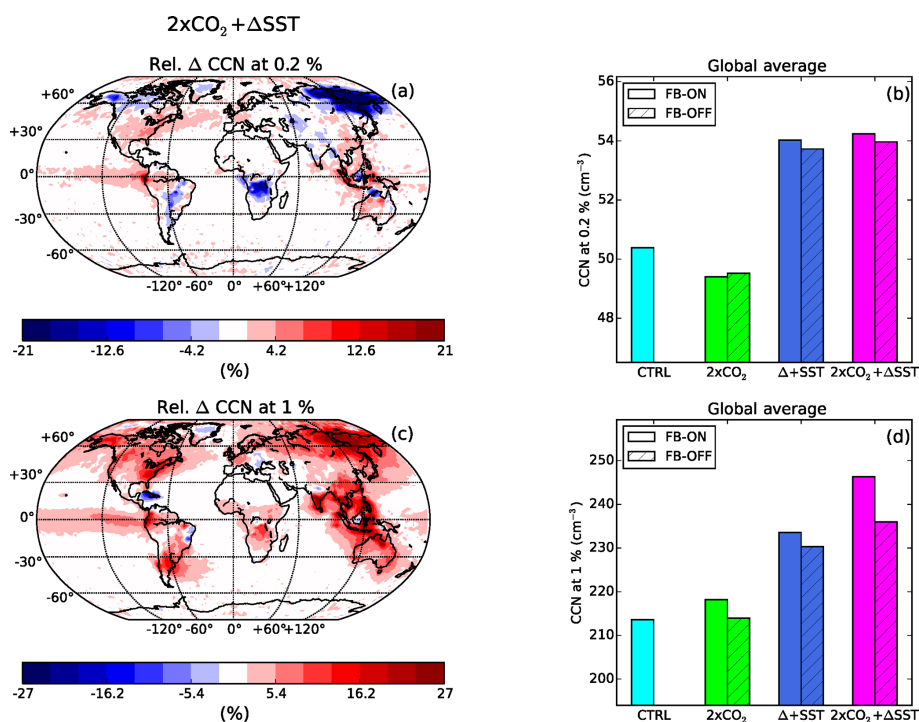 2xCO₂+ΔSST
Rel. Δ CCN at 0.2 %
(a)
+60°
+30°
0°
-30°
-60°
-120° -60° 0° +60° +120°
-21 -12.6 -4.2 4.2 12.6 21
(%)
Global average
(b)
FB-ON
FB-OFF
CCN at 0.2 % (cm⁻³)
56
54
52
50
48
CTRL 2xCO₂ Δ+SST 2xCO₂+ΔSST
Rel. Δ CCN at 1 %
(c)
+60°
+30°
0°
-30°
-60°
-120° -60° 0° +60° +120°
-27 -16.2 -5.4 5.4 16.2 27
(%)
Global average
(d)
FB-ON
FB-OFF
CCN at 1 % (cm⁻³)
250
240
230
220
210
200
CTRL 2xCO₂ Δ+SST 2xCO₂+ΔSST